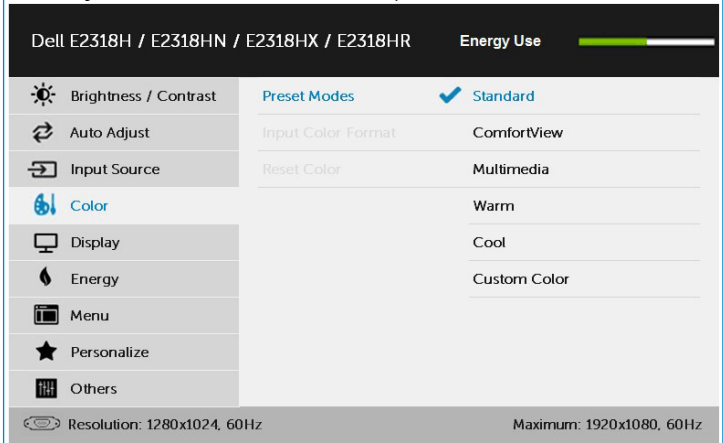 Dell E2318H / E2318HN / E2318HX / E2318HR Energy Use
Brightness / Contrast Preset Modes Standard
Auto Adjust Input Color Format ComfortView
Input Source Reset Color Multimedia
Color Warm
Display Cool
Energy Custom Color
Menu
Personalize
Others
Resolution: 1280x1024, 60Hz Maximum: 1920x1080, 60Hz